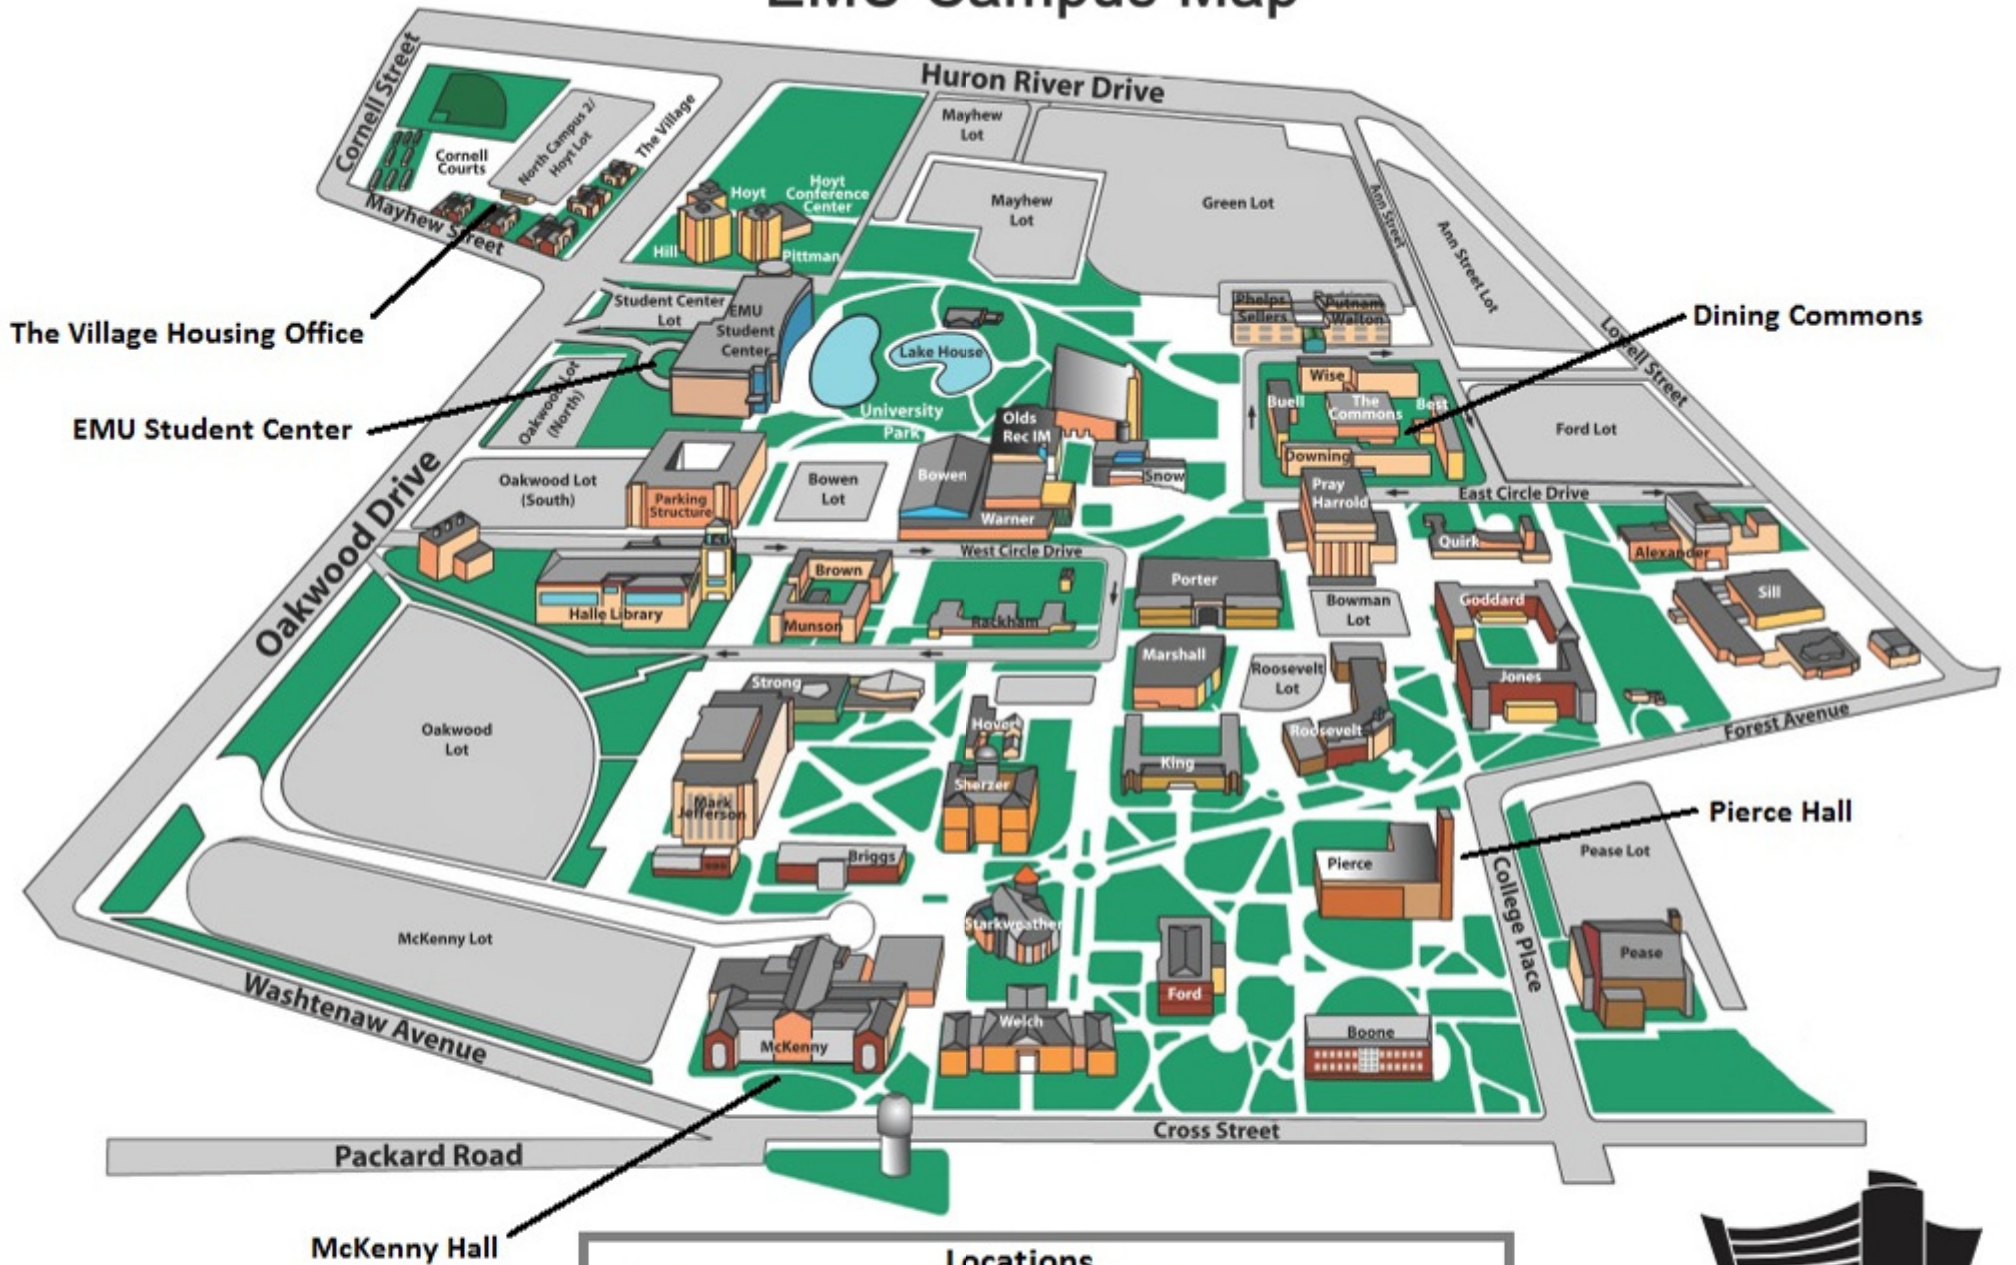 EMU Campus Map
Huron River Drive
Cornell Street
Cornell
Courts
North Campus 2/
Hoyt Lot
The Village
Mayhew Street
Hoyt
Hoyt
Conference
Center
Hill
Pittman
Mayhew
Lot
Mayhew
Lot
Green Lot
Ann Street
Ann Street Lot
Lowell Street
The Village Housing Office
EMU Student Center
Dining Commons
Student Center
Lot
EMU
Student
Center
Oakwood Lot
(North)
Lake House
University
Park
Phelps
Putnam
Sellers
Walton
Wise
Buell
The
Commons
Best
Downing
Ford Lot
Olds
Rec IM
Bowen
Snow
Warner
Bowen
Lot
Oakwood Lot
(South)
Parking
Structure
Oakwood Drive
Pray
Harrold
East Circle Drive
West Circle Drive
Quirk
Alexander
Halle Library
Brown
Munson
Rackham
Porter
Bowman
Lot
Goddard
Sill
Marshall
Roosevelt
Lot
Jones
Strong
Oakwood
Lot
Hover
Roosevelt
King
Sherzer
Mark
Jefferson
Forest Avenue
Pierce Hall
Briggs
Pierce
Pease Lot
College Place
Starkweather
McKenny Lot
Washtenaw Avenue
Ford
Pease
McKenny
Welch
Boone
Cross Street
Packard Road
McKenny Hall
Locations